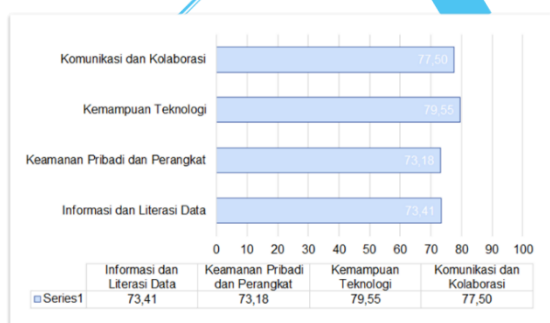 Komunikasi dan Kolaborasi
77,50
Kemampuan Teknologi
79,55
Keamanan Pribadi dan Perangkat
73,18
Informasi dan Literasi Data
73,41
0 10 20 30 40 50 60 70 80 90 100
Informasi dan Keamanan Pribadi Kemampuan Komunikasi dan
Literasi Data dan Perangkat Teknologi Kolaborasi
Series1 73,41 73,18 79,55 77,50